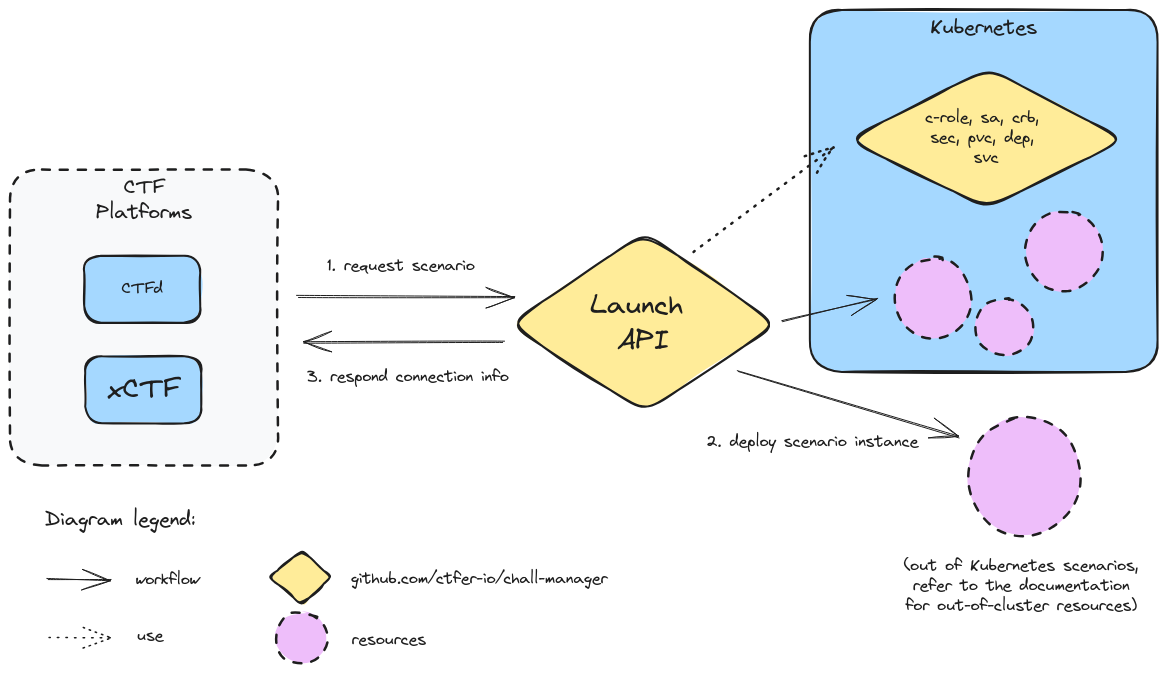 Kubernetes
c-role, sa, crb,
sec, pvc, dep,
svc
CTF
Platforms
CTFd
xCTF
1. request scenario
3. respond connection info
Launch
API
2. deploy scenario instance
(out of Kubernetes scenarios,
refer to the documentation
for out-of-cluster resources)
Diagram legend:
workflow
github.com/ctfer-io/chall-manager
use
resources